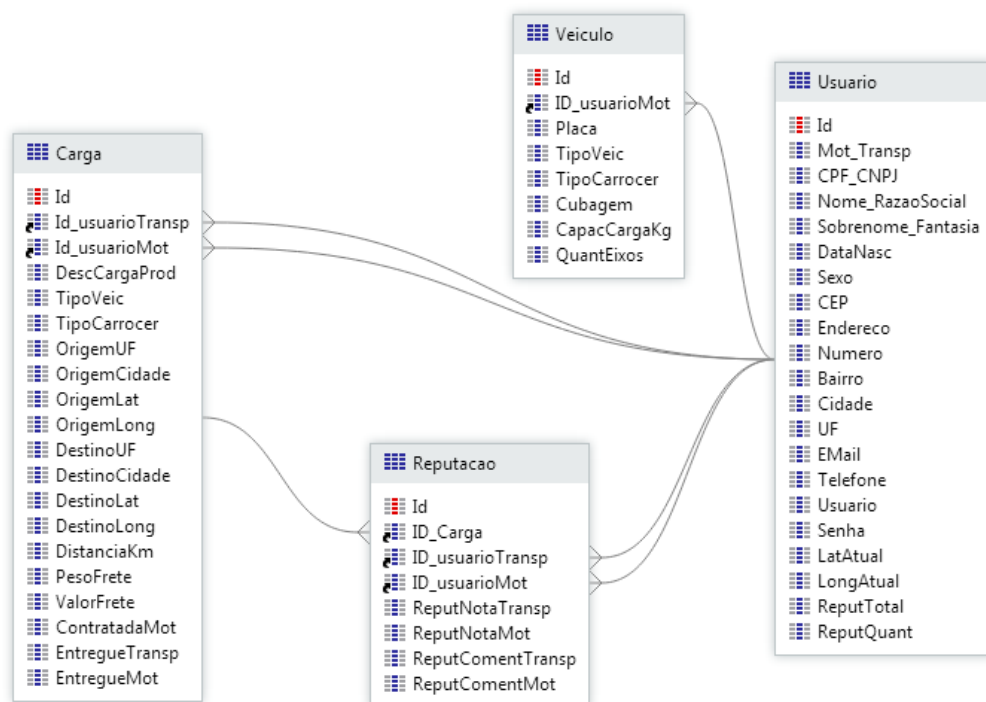 Veiculo
Id
ID_usuarioMot
Placa
TipoVeic
TipoCarrocer
Cubagem
CapacCargaKg
QuantEixos
Usuario
Id
Mot_Transp
CPF_CNPJ
Nome_RazaoSocial
Sobrenome_Fantasia
DataNasc
Sexo
CEP
Endereco
Numero
Bairro
Cidade
UF
EMail
Telefone
Usuario
Senha
LatAtual
LongAtual
ReputTotal
ReputQuant
Carga
Id
Id_usuarioTransp
Id_usuarioMot
DescCargaProd
TipoVeic
TipoCarrocer
OrigemUF
OrigemCidade
OrigemLat
OrigemLong
DestinoUF
DestinoCidade
DestinoLat
DestinoLong
DistanciaKm
PesoFrete
ValorFrete
ContratadaMot
EntregueTransp
EntregueMot
Reputacao
Id
ID_Carga
ID_usuarioTransp
ID_usuarioMot
ReputNotaTransp
ReputNotaMot
ReputComentTransp
ReputComentMot